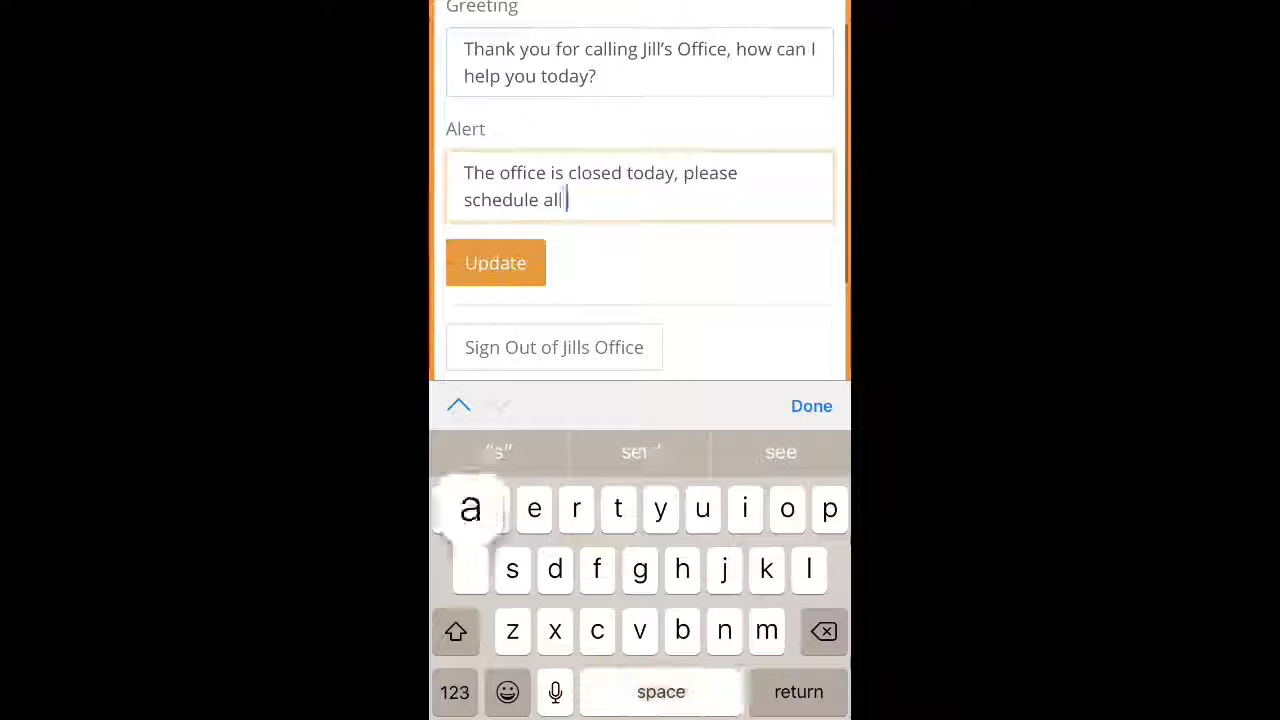 Greeting
Thank you for calling Jill’s Office, how can I
help you today?
Alert
The office is closed today, please
schedule all
Update
Sign Out of Jills Office
Done
“s” see
a e r t y u i o p
s d f g h j k l
z x c v b n m
123 space return